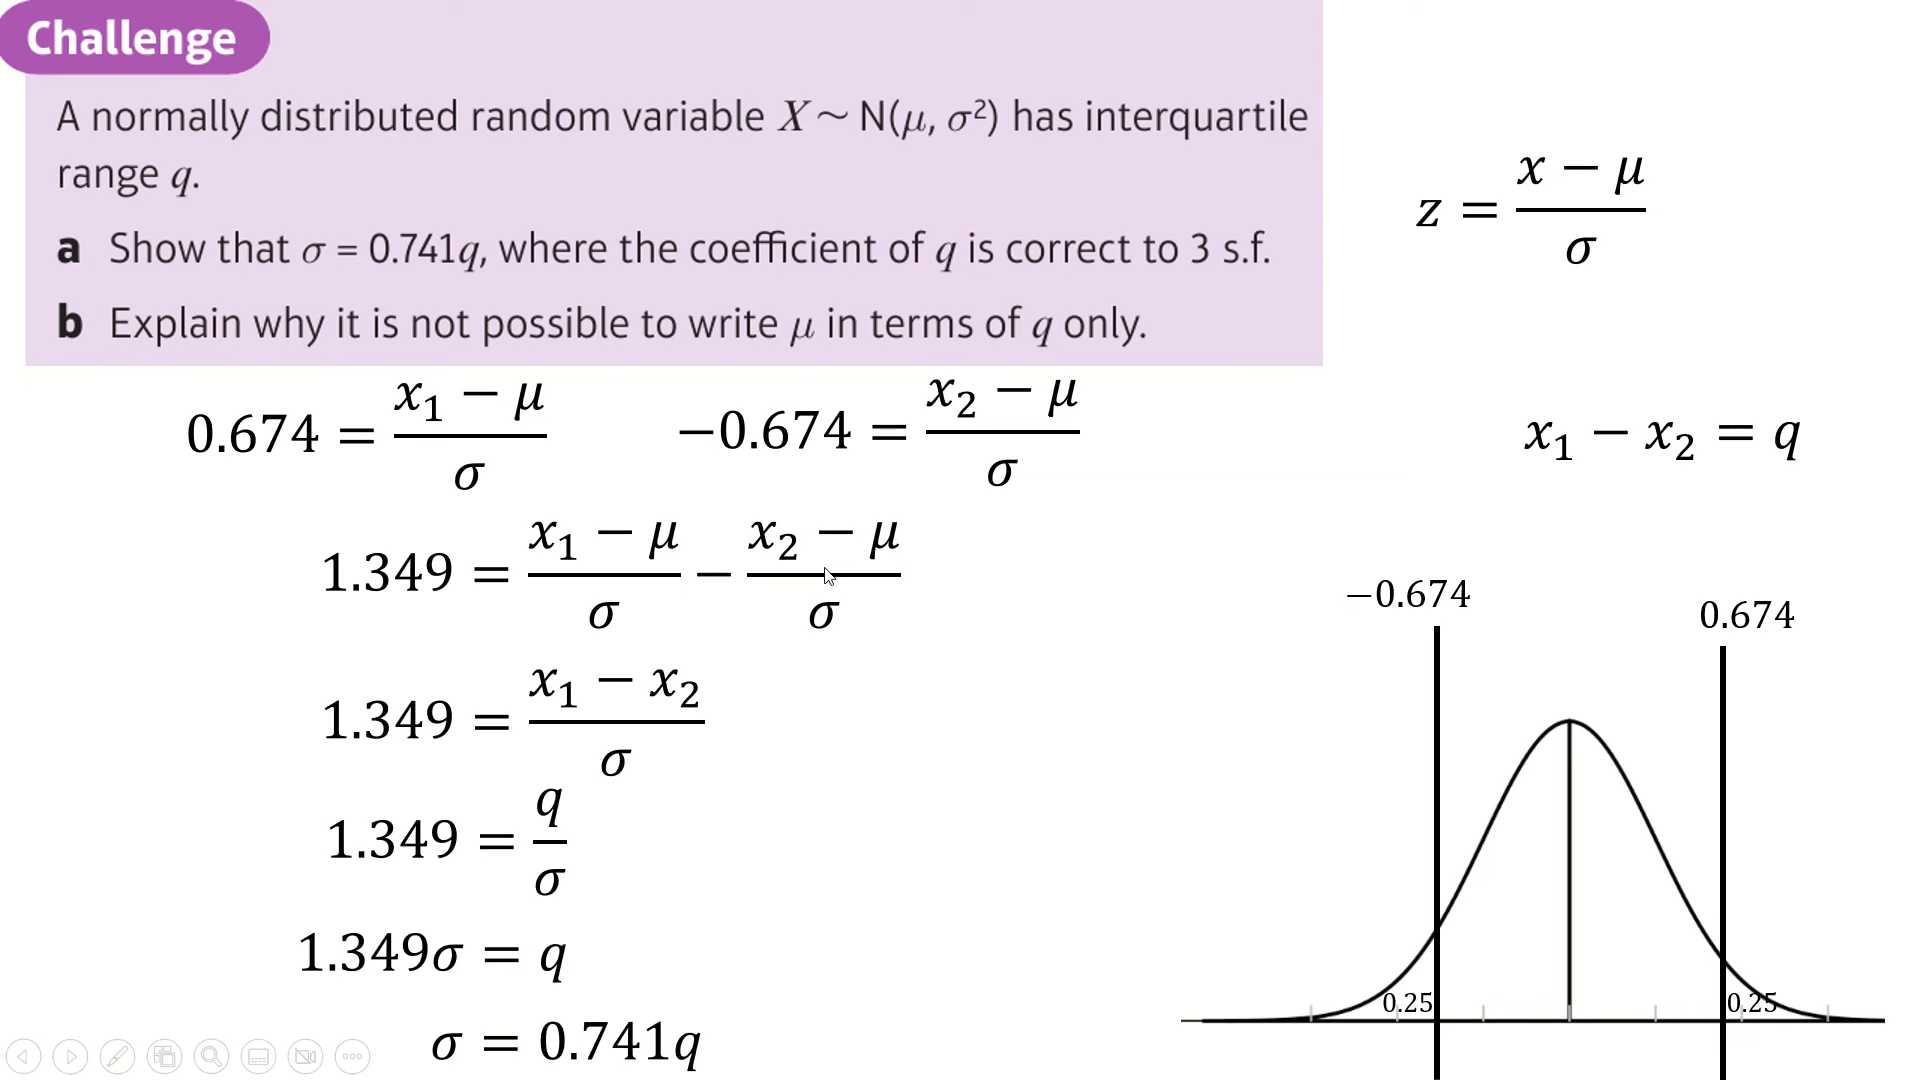 Challenge
A normally distributed random variable X ~ N(μ, σ²) has interquartile
range q.
a Show that σ = 0.741q, where the coefficient of q is correct to 3 s.f.
b Explain why it is not possible to write μ in terms of q only.
z = (x − μ)/σ
0.674 = (x₁ − μ)/σ
−0.674 = (x₂ − μ)/σ
x₁ − x₂ = q
1.349 = (x₁ − μ)/σ − (x₂ − μ)/σ
1.349 = (x₁ − x₂)/σ
1.349 = q/σ
1.349σ = q
σ = 0.741q
−0.674
0.674
0.25
0.25